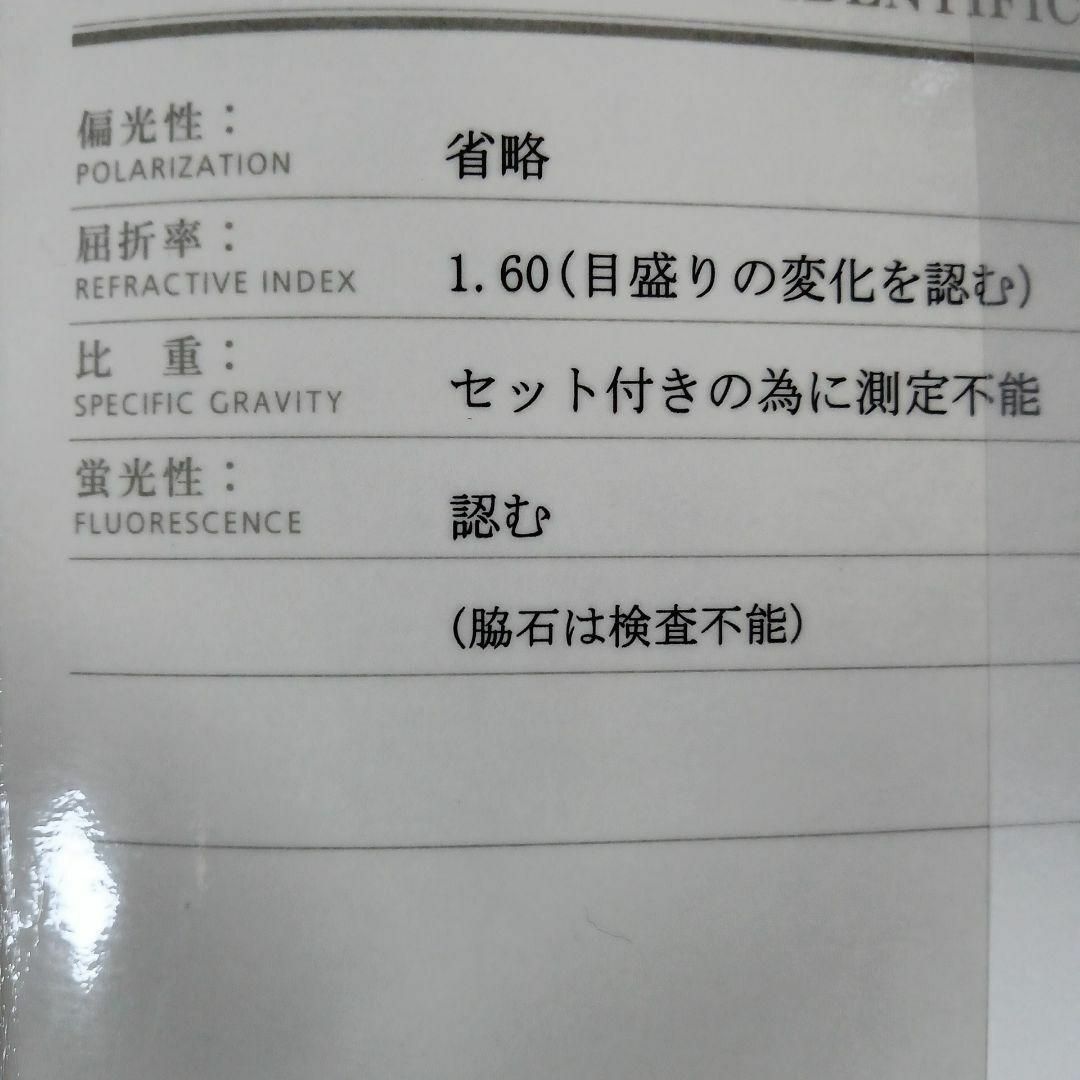 IDENTIFIC
偏光性：
POLARIZATION
省略
屈折率：
REFRACTIVE INDEX
1.60(目盛りの変化を認む)
比　重：
SPECIFIC GRAVITY
セット付きの為に測定不能
蛍光性：
FLUORESCENCE
認む
(脇石は検査不能)